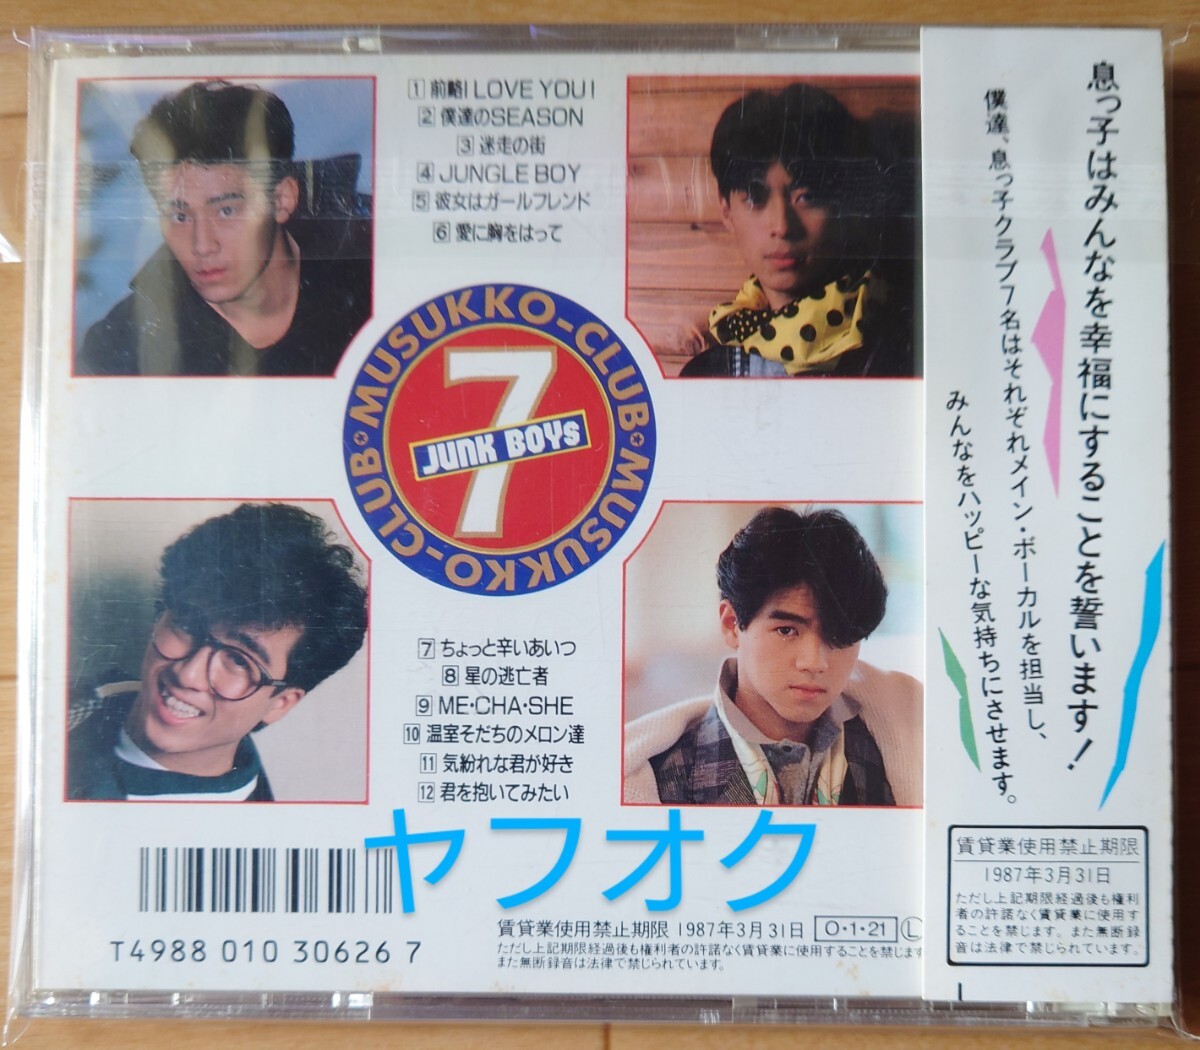 1 前略I LOVE YOU!
2 僕達のSEASON
3 迷走の街
4 JUNGLE BOY
5 彼女はガールフレンド
6 愛に胸をはって
MUSUKKO-CLUB✪MUSUKKO-CLUB✪
7
JUNK BOYs
7 ちょっと辛いあいつ
8 星の逃亡者
9 ME・CHA・SHE
10 温室そだちのメロン達
11 気紛れな君が好き
12 君を抱いてみたい
ヤフオク
T4988 010 30626 7
賃貸業使用禁止期限 1987年3月31日 O・1・21 L
ただし上記期限経過後も権利者の許諾なく賃貸業に使用することを禁じます
また無断録音は法律で禁じられています。
息っ子はみんなを幸福にすることを誓います!
僕達、息っ子クラブ7名はそれぞれメイン・ボーカルを担当し、
みんなをハッピーな気持ちにさせます。
賃貸業使用禁止期限
1987年3月31日
ただし上記期限経過後も権利
者の許諾なく賃貸業に使用す
ることを禁じます。また無断録
音は法律で禁じられています。